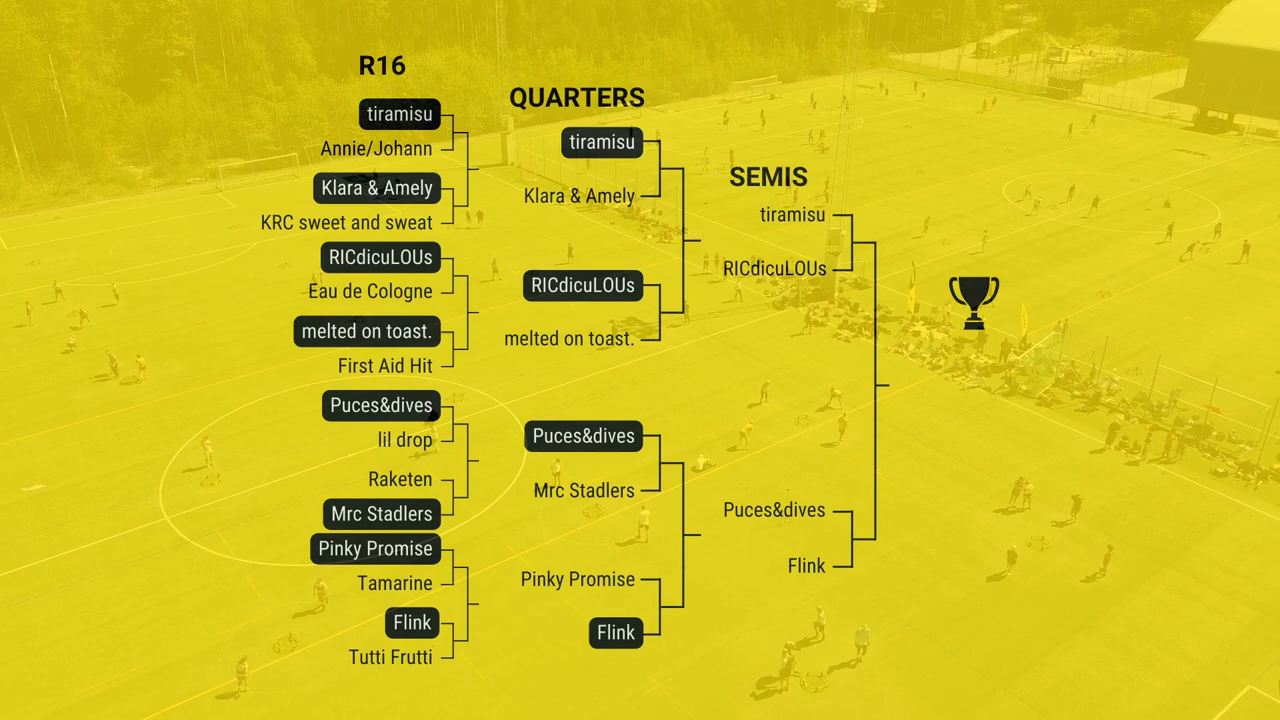 R16
tiramisu
Annie/Johann
Klara & Amely
KRC sweet and sweat
RICdicuLOUs
Eau de Cologne
melted on toast.
First Aid Hit
Puces&dives
lil drop
Raketen
Mrc Stadlers
Pinky Promise
Tamarine
Flink
Tutti Frutti
QUARTERS
tiramisu
Klara & Amely
RICdicuLOUs
melted on toast.
Puces&dives
Mrc Stadlers
Pinky Promise
Flink
SEMIS
tiramisu
RICdicuLOUs
Puces&dives
Flink